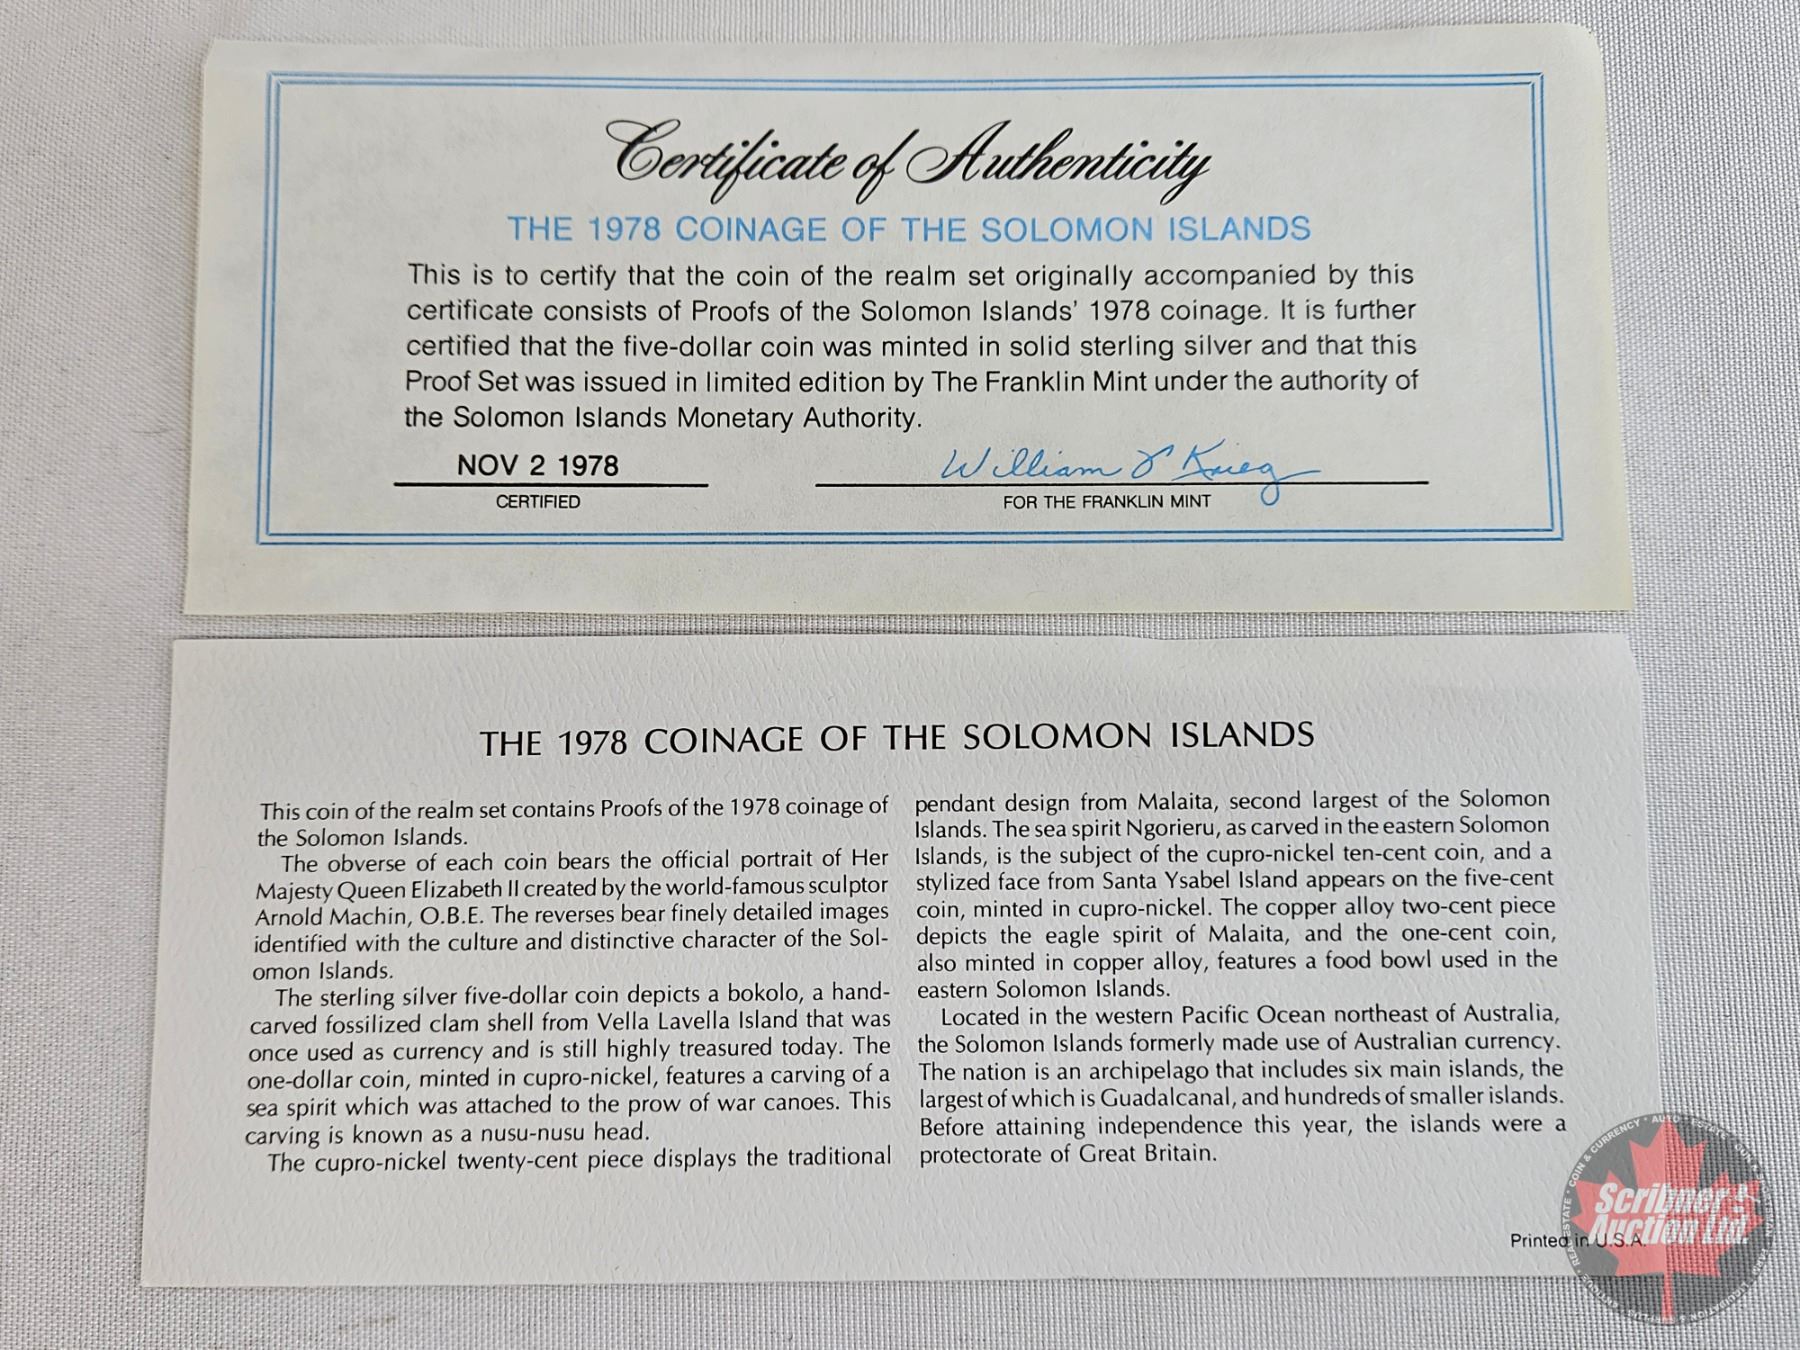 Certificate of Authenticity
THE 1978 COINAGE OF THE SOLOMON ISLANDS
This is to certify that the coin of the realm set originally accompanied by this
certificate consists of Proofs of the Solomon Islands' 1978 coinage. It is further
certified that the five-dollar coin was minted in solid sterling silver and that this
Proof Set was issued in limited edition by The Franklin Mint under the authority of
the Solomon Islands Monetary Authority.
NOV 2 1978
CERTIFIED
William Krieg
FOR THE FRANKLIN MINT
THE 1978 COINAGE OF THE SOLOMON ISLANDS
This coin of the realm set contains Proofs of the 1978 coinage of
the Solomon Islands.
The obverse of each coin bears the official portrait of Her
Majesty Queen Elizabeth II created by the world-famous sculptor
Arnold Machin, O.B.E. The reverses bear finely detailed images
identified with the culture and distinctive character of the Sol-
omon Islands.
The sterling silver five-dollar coin depicts a bokolo, a hand-
carved fossilized clam shell from Vella Lavella Island that was
once used as currency and is still highly treasured today. The
one-dollar coin, minted in cupro-nickel, features a carving of a
sea spirit which was attached to the prow of war canoes. This
carving is known as a nusu-nusu head.
The cupro-nickel twenty-cent piece displays the traditional
pendant design from Malaita, second largest of the Solomon
Islands. The sea spirit Ngorieru, as carved in the eastern Solomon
Islands, is the subject of the cupro-nickel ten-cent coin, and a
stylized face from Santa Ysabel Island appears on the five-cent
coin, minted in cupro-nickel. The copper alloy two-cent piece
depicts the eagle spirit of Malaita, and the one-cent coin,
also minted in copper alloy, features a food bowl used in the
eastern Solomon Islands.
Located in the western Pacific Ocean northeast of Australia,
the Solomon Islands formerly made use of Australian currency.
The nation is an archipelago that includes six main islands, the
largest of which is Guadalcanal, and hundreds of smaller islands.
Before attaining independence this year, the islands were a
protectorate of Great Britain.
Printed in U.S.A.
Scribner
Auction Ltd.
COIN & CURRENCY